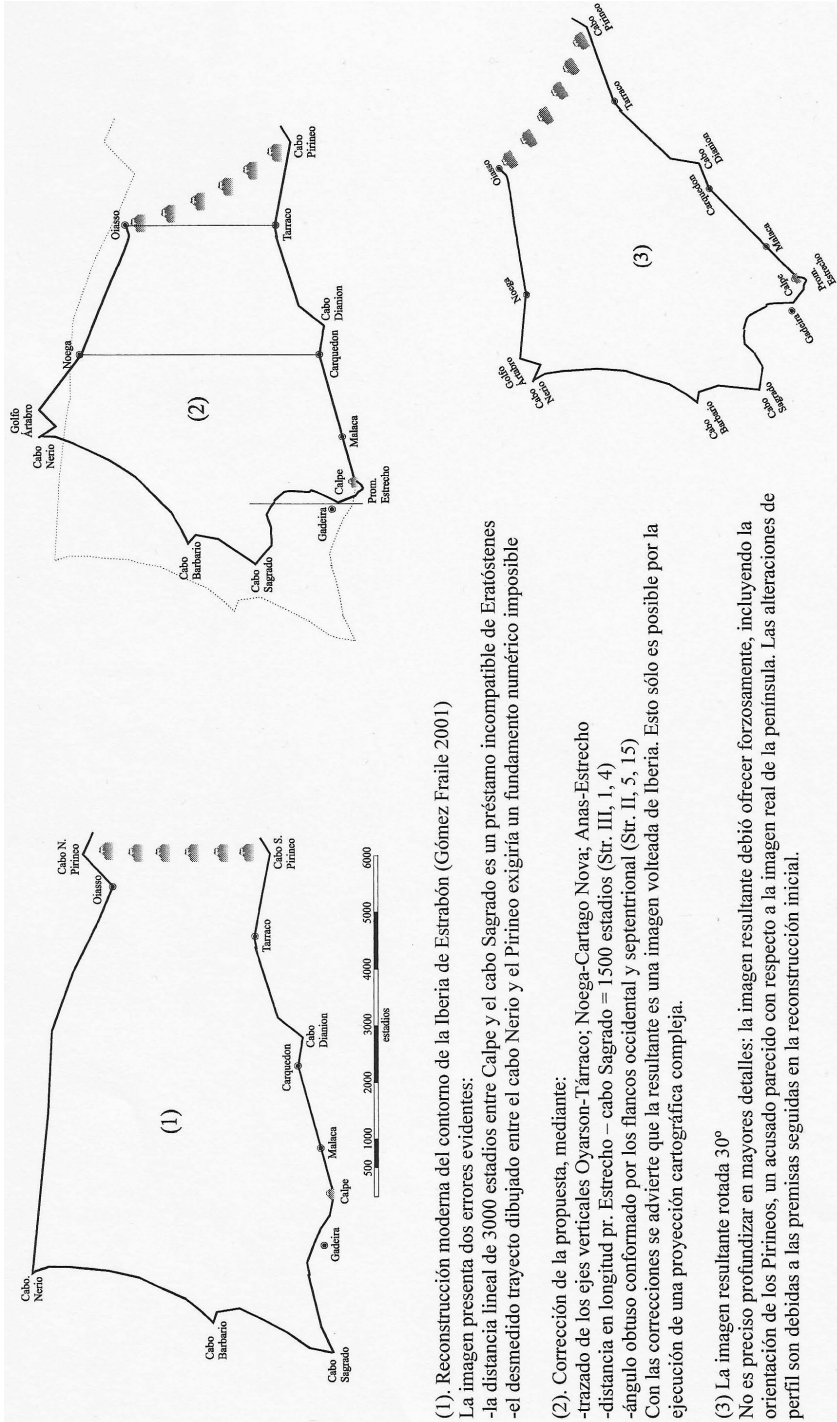 Cabo N.
Pirineo
Oiasso
Cabo.
Nerio
(1)
Cabo
Barbario
Cabo
Sagrado
Gadeira
Calpe
Malaca
Carquedon
Cabo
Dianion
Tarraco
Cabo S.
Pirineo
500 1000 2000 3000 4000 5000 6000
estadios
Golfo
Ártabro
Cabo
Nerio
Noega
Oiasso
(2)
Cabo
Barbario
Cabo
Sagrado
Gadeira
Calpe
Prom.
Estrecho
Malaca
Carquedon
Cabo
Dianion
Tarraco
Cabo
Pirineo
(1). Reconstrucción moderna del contorno de la Iberia de Estrabón (Gómez Fraile 2001)
La imagen presenta dos errores evidentes:
-la distancia lineal de 3000 estadios entre Calpe y el cabo Sagrado es un préstamo incompatible de Eratóstenes
-el desmedido trayecto dibujado entre el cabo Nerio y el Pirineo exigiría un fundamento numérico imposible
(2). Corrección de la propuesta, mediante:
-trazado de los ejes verticales Oyarson-Tárraco; Noega-Cartago Nova; Anas-Estrecho
-distancia en longitud pr. Estrecho – cabo Sagrado = 1500 estadios (Str. III, 1, 4)
-ángulo obtuso conformado por los flancos occidental y septentrional (Str. II, 5, 15)
Con las correcciones se advierte que la resultante es una imagen volteada de Iberia. Esto sólo es posible por la
ejecución de una proyección cartográfica compleja.
(3) La imagen resultante rotada 30º
No es preciso profundizar en mayores detalles: la imagen resultante debió ofrecer forzosamente, incluyendo la
orientación de los Pirineos, un acusado parecido con respecto a la imagen real de la península. Las alteraciones de
perfil son debidas a las premisas seguidas en la reconstrucción inicial.
Cabo
Pirineo
Oiasso
Tarraco
Noega
Golfo
Artabro
Cabo
Nerio
(3)
Cabo
Dianion
Carquedon
Malaca
Calpe
Prom.
Estrecho
Gadeira
Cabo
Sagrado
Cabo
Barbario